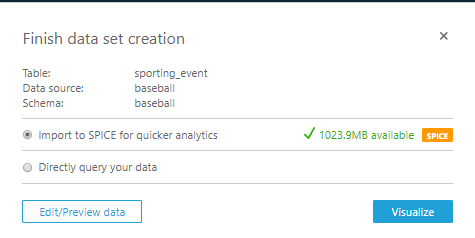 Finish data set creation
Table: sporting_event
Data source: baseball
Schema: baseball
Import to SPICE for quicker analytics 1023.9MB available SPICE
Directly query your data
Edit/Preview data Visualize